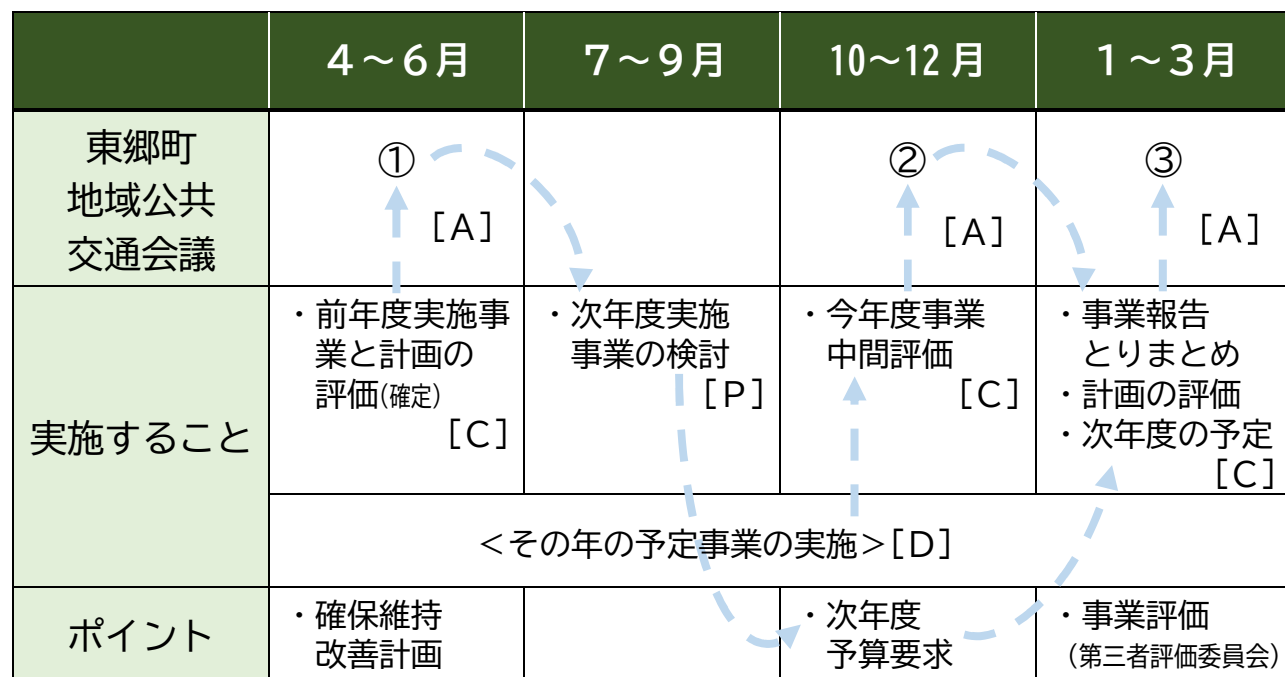 ４～６月
７～９月
10～12 月
１～３月
東郷町
地域公共
交通会議
①
[Ａ]
②
[Ａ]
③
[Ａ]
実施すること
・前年度実施事
業と計画の
評価(確定)
[Ｃ]
・次年度実施
事業の検討
[Ｐ]
・今年度事業
中間評価
[Ｃ]
・事業報告
とりまとめ
・計画の評価
・次年度の予定
[Ｃ]
＜その年の予定事業の実施＞[Ｄ]
ポイント
・確保維持
改善計画
・次年度
予算要求
・事業評価
（第三者評価委員会）